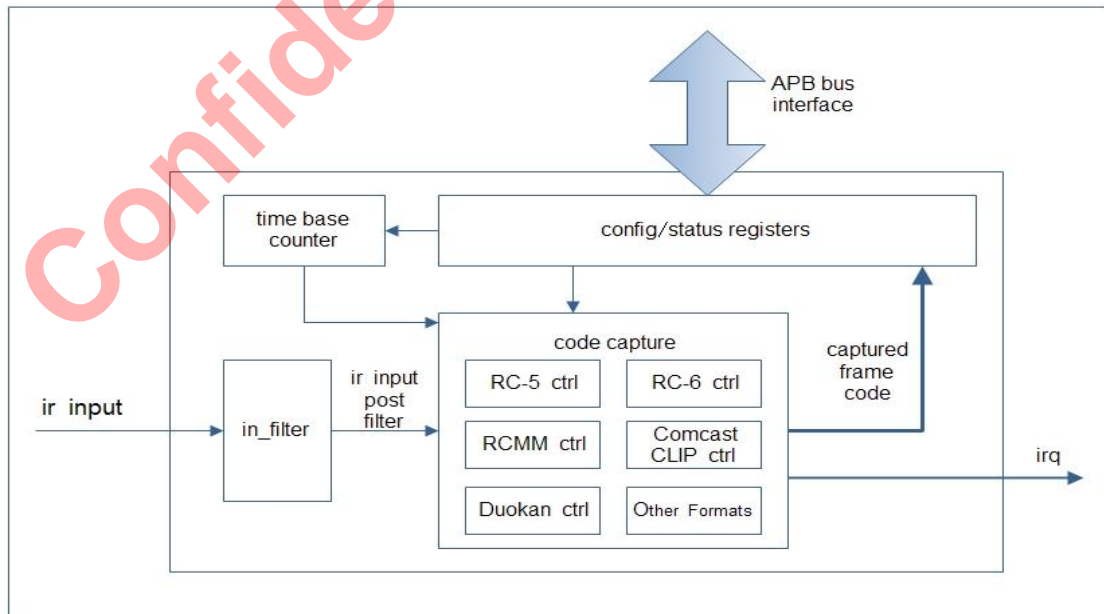 Confide
APB bus
interface
time base
counter
config/status registers
code capture
RC-5 ctrl
RC-6 ctrl
RCMM ctrl
Comcast
CLIP ctrl
Duokan ctrl
Other Formats
ir input
in_filter
ir input
post
filter
captured
frame
code
irq